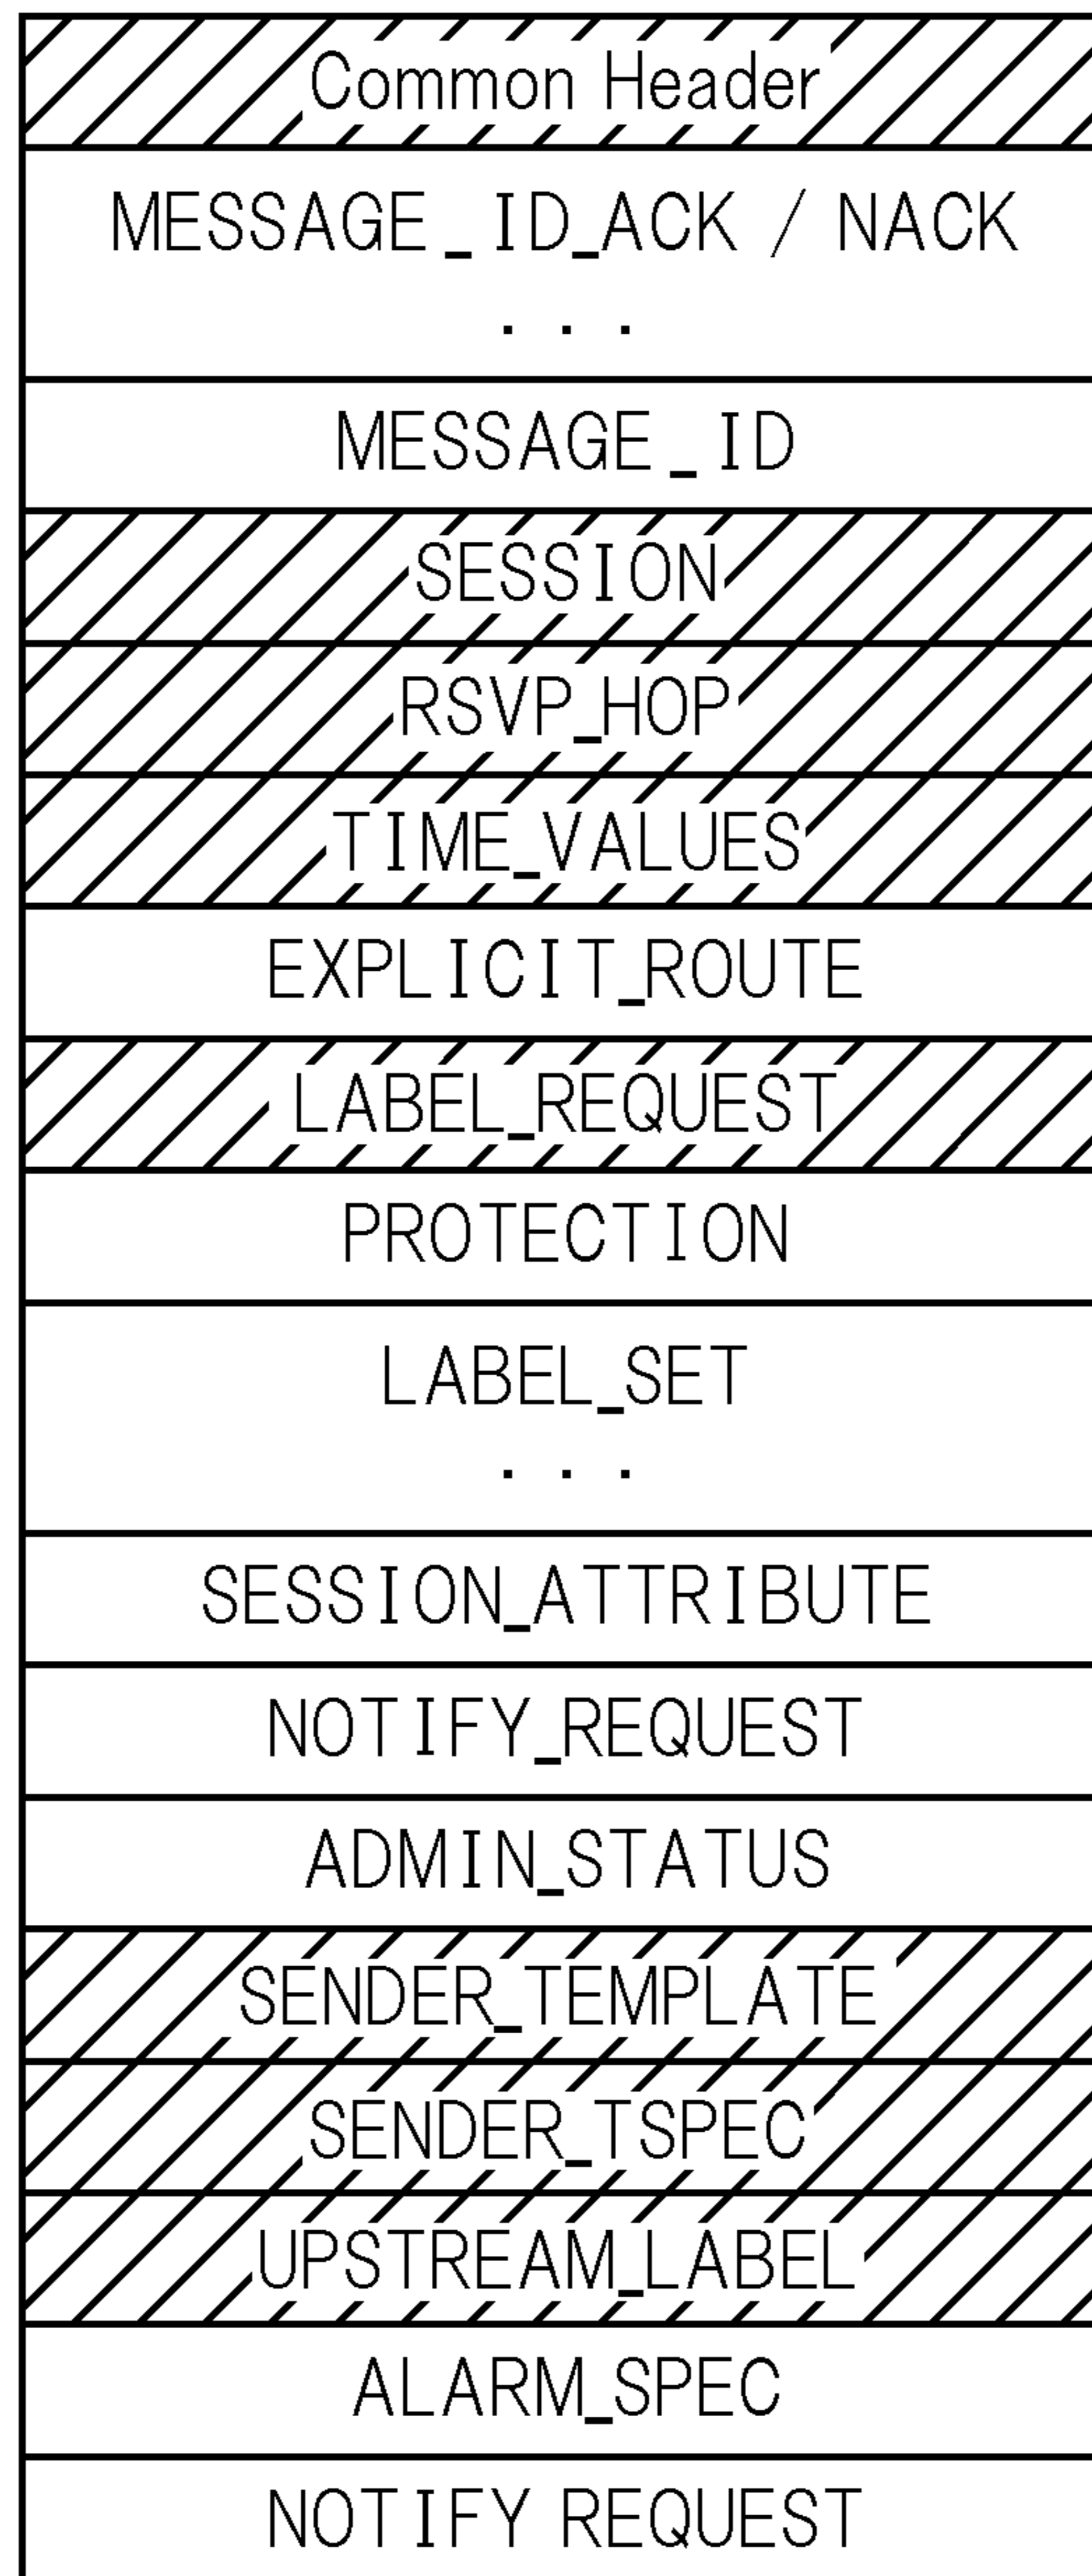 Common Header
MESSAGE_ID_ACK / NACK
. . .
MESSAGE_ID
SESSION
RSVP_HOP
TIME_VALUES
EXPLICIT_ROUTE
LABEL_REQUEST
PROTECTION
LABEL_SET
. . .
SESSION_ATTRIBUTE
NOTIFY_REQUEST
ADMIN_STATUS
SENDER_TEMPLATE
SENDER_TSPEC
UPSTREAM_LABEL
ALARM_SPEC
NOTIFY REQUEST